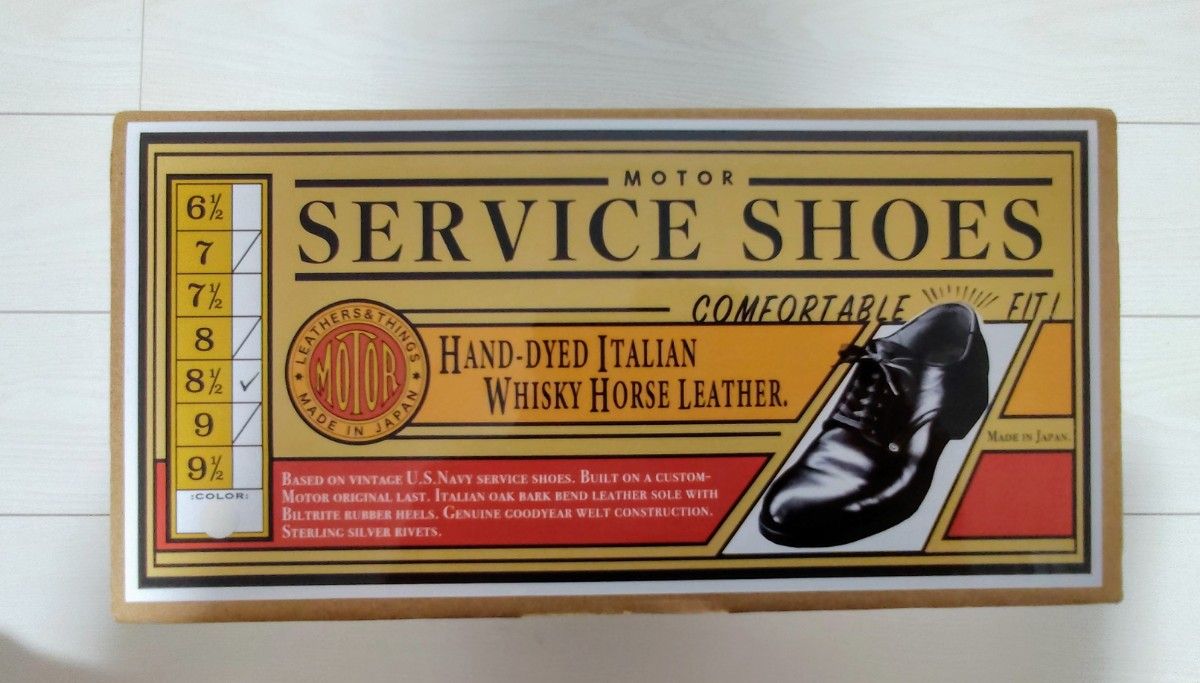 MOTOR
SERVICE SHOES
6½
7
7½
8
8½ ✓
9
9½
:COLOR:
COMFORTABLE FIT!
LEATHERS & THINGS
MOTOR
MADE IN JAPAN
HAND-DYED ITALIAN
WHISKY HORSE LEATHER.
MADE IN JAPAN.
BASED ON VINTAGE U.S.NAVY SERVICE SHOES. BUILT ON A CUSTOM-
MOTOR ORIGINAL LAST. ITALIAN OAK BARK BEND LEATHER SOLE WITH
BILTRITE RUBBER HEELS. GENUINE GOODYEAR WELT CONSTRUCTION.
STERLING SILVER RIVETS.